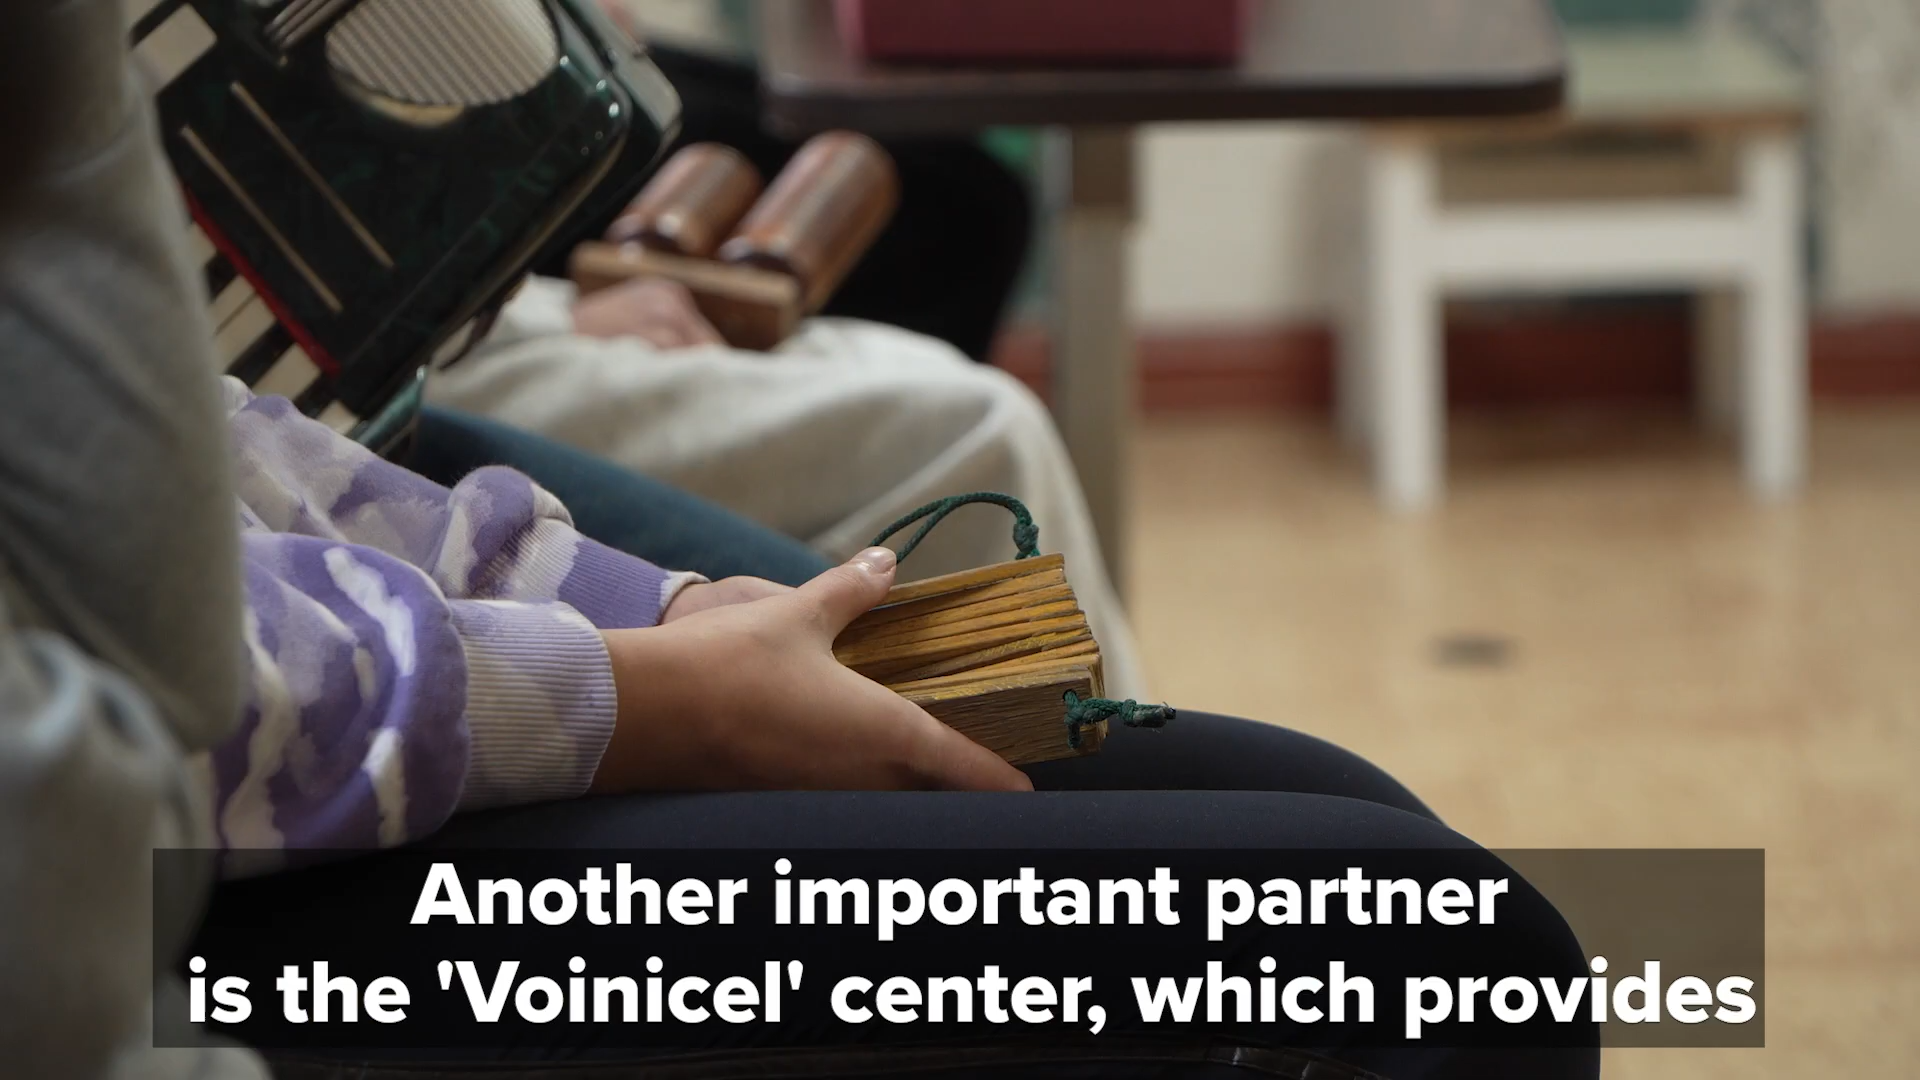 Another important partner
is the 'Voinicel' center, which provides